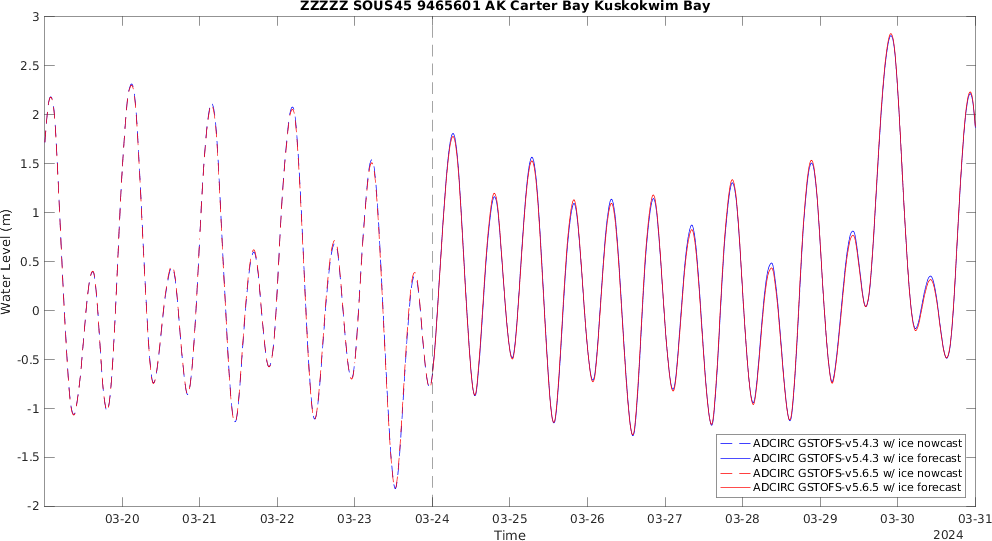 ZZZZZ SOUS45 9465601 AK Carter Bay Kuskokwim Bay
3
2.5
2
1.5
1
0.5
0
-0.5
-1
-1.5
-2
Water Level (m)
ADCIRC GSTOFS-v5.4.3 w/ ice nowcast
ADCIRC GSTOFS-v5.4.3 w/ ice forecast
ADCIRC GSTOFS-v5.6.5 w/ ice nowcast
ADCIRC GSTOFS-v5.6.5 w/ ice forecast
03-20 03-21 03-22 03-23 03-24 03-25 03-26 03-27 03-28 03-29 03-30 03-31
Time
2024